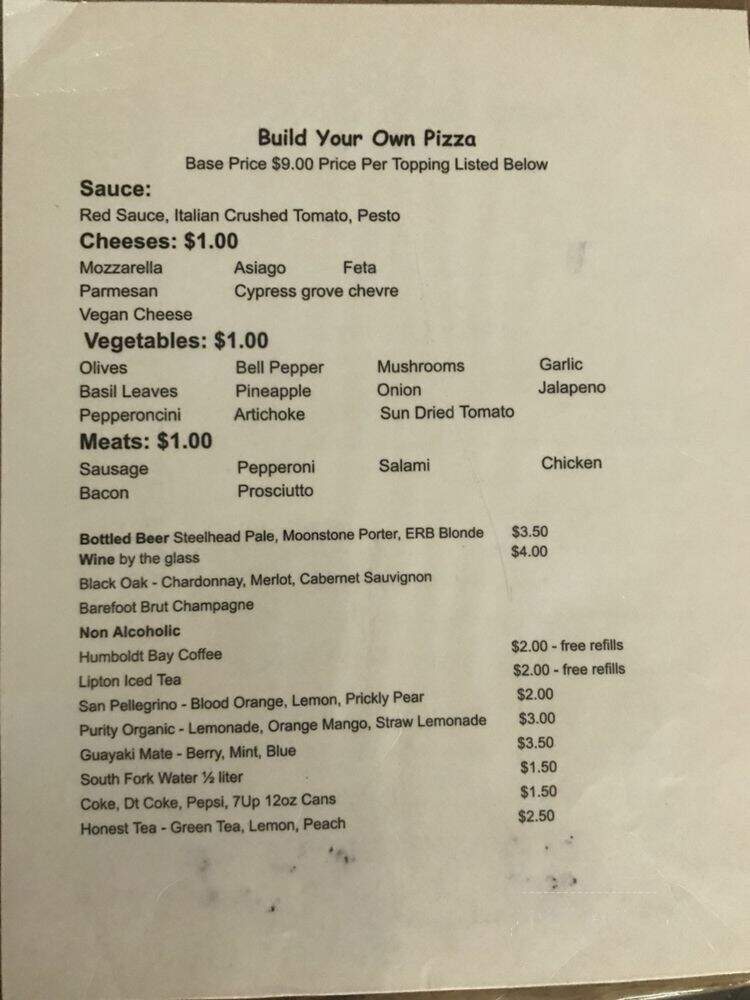 Build Your Own Pizza
Base Price $9.00 Price Per Topping Listed Below
Sauce:
Red Sauce, Italian Crushed Tomato, Pesto
Cheeses: $1.00
Mozzarella Asiago Feta
Parmesan Cypress grove chevre
Vegan Cheese
Vegetables: $1.00
Olives Bell Pepper Mushrooms Garlic
Basil Leaves Pineapple Onion Jalapeno
Pepperoncini Artichoke Sun Dried Tomato
Meats: $1.00
Sausage Pepperoni Salami Chicken
Bacon Prosciutto
Bottled Beer Steelhead Pale, Moonstone Porter, ERB Blonde $3.50
Wine by the glass $4.00
Black Oak - Chardonnay, Merlot, Cabernet Sauvignon
Barefoot Brut Champagne
Non Alcoholic
Humboldt Bay Coffee $2.00 - free refills
Lipton Iced Tea $2.00 - free refills
San Pellegrino - Blood Orange, Lemon, Prickly Pear $2.00
Purity Organic - Lemonade, Orange Mango, Straw Lemonade $3.00
Guayaki Mate - Berry, Mint, Blue $3.50
South Fork Water ½ liter $1.50
Coke, Dt Coke, Pepsi, 7Up 12oz Cans $1.50
Honest Tea - Green Tea, Lemon, Peach $2.50